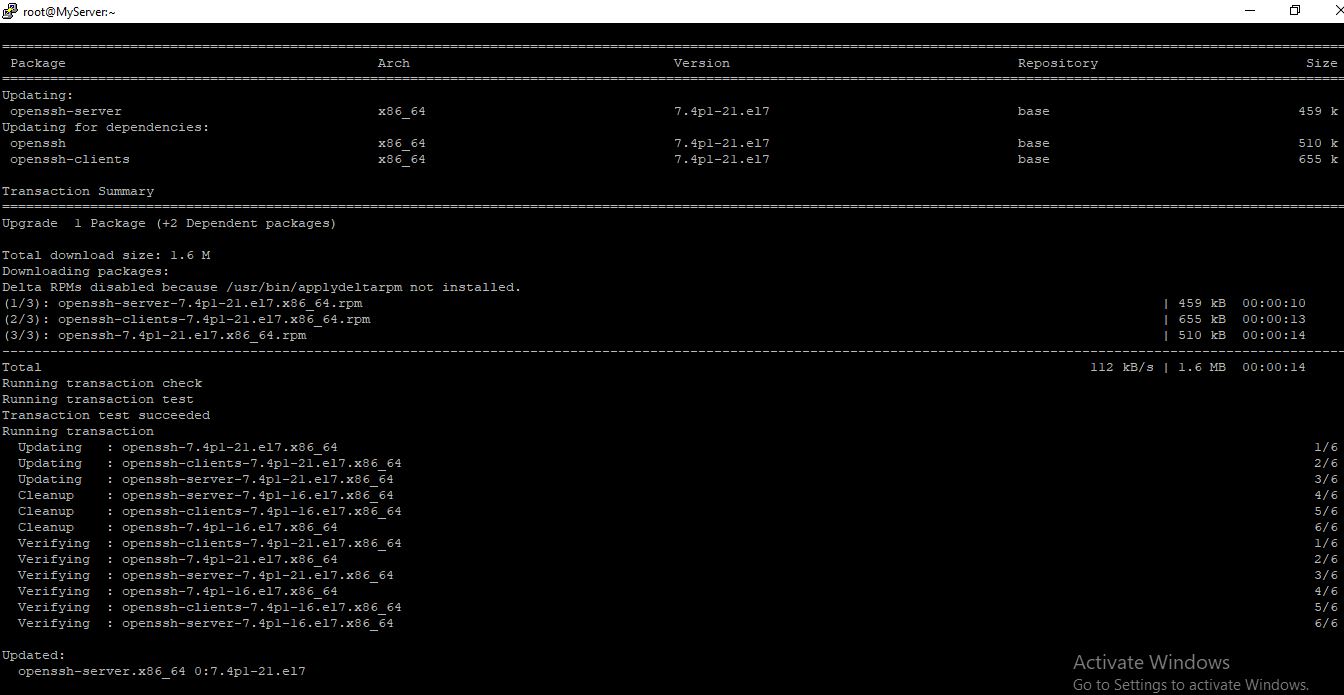 root@MyServer:~
Package Arch Version Repository Size
Updating:
openssh-server x86_64 7.4p1-21.el7 base 459 k
Updating for dependencies:
openssh x86_64 7.4p1-21.el7 base 510 k
openssh-clients x86_64 7.4p1-21.el7 base 655 k
Transaction Summary
Upgrade 1 Package (+2 Dependent packages)
Total download size: 1.6 M
Downloading packages:
Delta RPMs disabled because /usr/bin/applydeltarpm not installed.
(1/3): openssh-server-7.4p1-21.el7.x86_64.rpm | 459 kB 00:00:10
(2/3): openssh-clients-7.4p1-21.el7.x86_64.rpm | 655 kB 00:00:13
(3/3): openssh-7.4p1-21.el7.x86_64.rpm | 510 kB 00:00:14
Total 112 kB/s | 1.6 MB 00:00:14
Running transaction check
Running transaction test
Transaction test succeeded
Running transaction
Updating : openssh-7.4p1-21.el7.x86_64 1/6
Updating : openssh-clients-7.4p1-21.el7.x86_64 2/6
Updating : openssh-server-7.4p1-21.el7.x86_64 3/6
Cleanup : openssh-server-7.4p1-16.el7.x86_64 4/6
Cleanup : openssh-clients-7.4p1-16.el7.x86_64 5/6
Cleanup : openssh-7.4p1-16.el7.x86_64 6/6
Verifying : openssh-clients-7.4p1-21.el7.x86_64 1/6
Verifying : openssh-7.4p1-21.el7.x86_64 2/6
Verifying : openssh-server-7.4p1-21.el7.x86_64 3/6
Verifying : openssh-7.4p1-16.el7.x86_64 4/6
Verifying : openssh-clients-7.4p1-16.el7.x86_64 5/6
Verifying : openssh-server-7.4p1-16.el7.x86_64 6/6
Updated:
openssh-server.x86_64 0:7.4p1-21.el7
Activate Windows
Go to Settings to activate Windows.